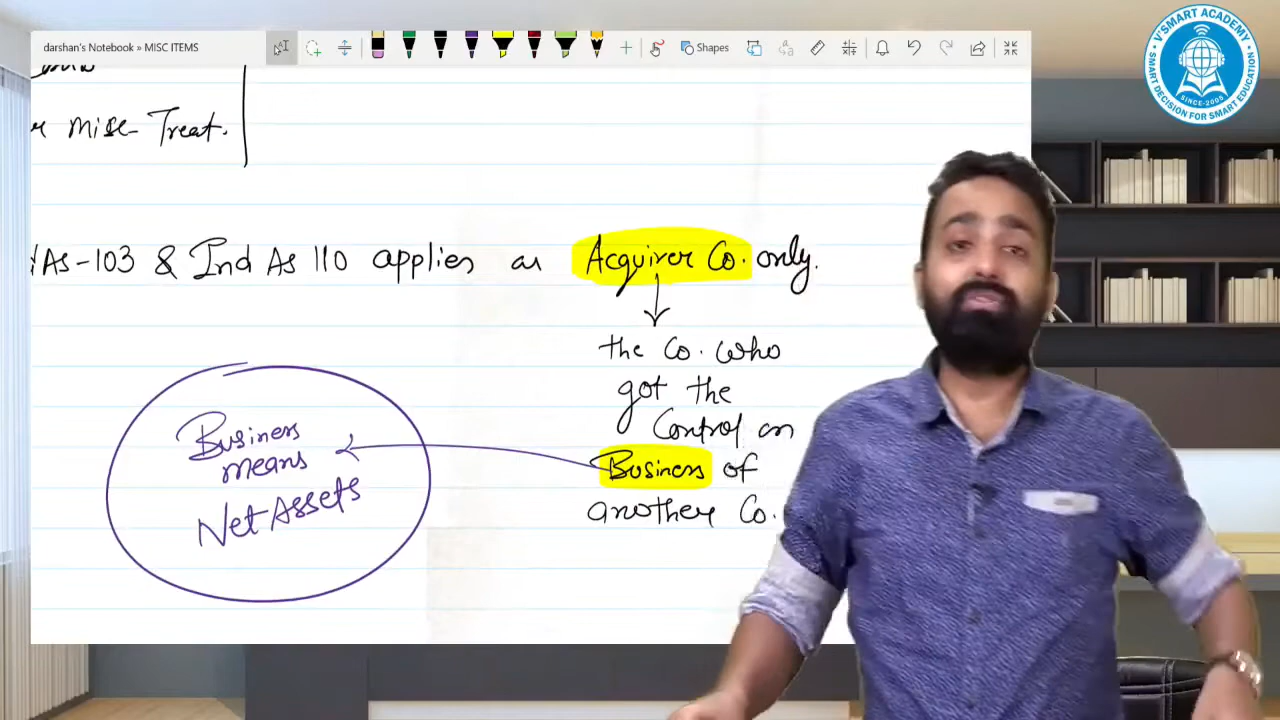 darshan's Notebook » MISC ITEMS
Shapes
V'SMART ACADEMY
SINCE-2005
SMART DECISION FOR SMART EDUCATION
Misc Treat.
As-103 & Ind As 110 applies on Acquirer Co. only.
the Co. who
got the
Control on
Business of
another Co.
Business
means
Net Assets